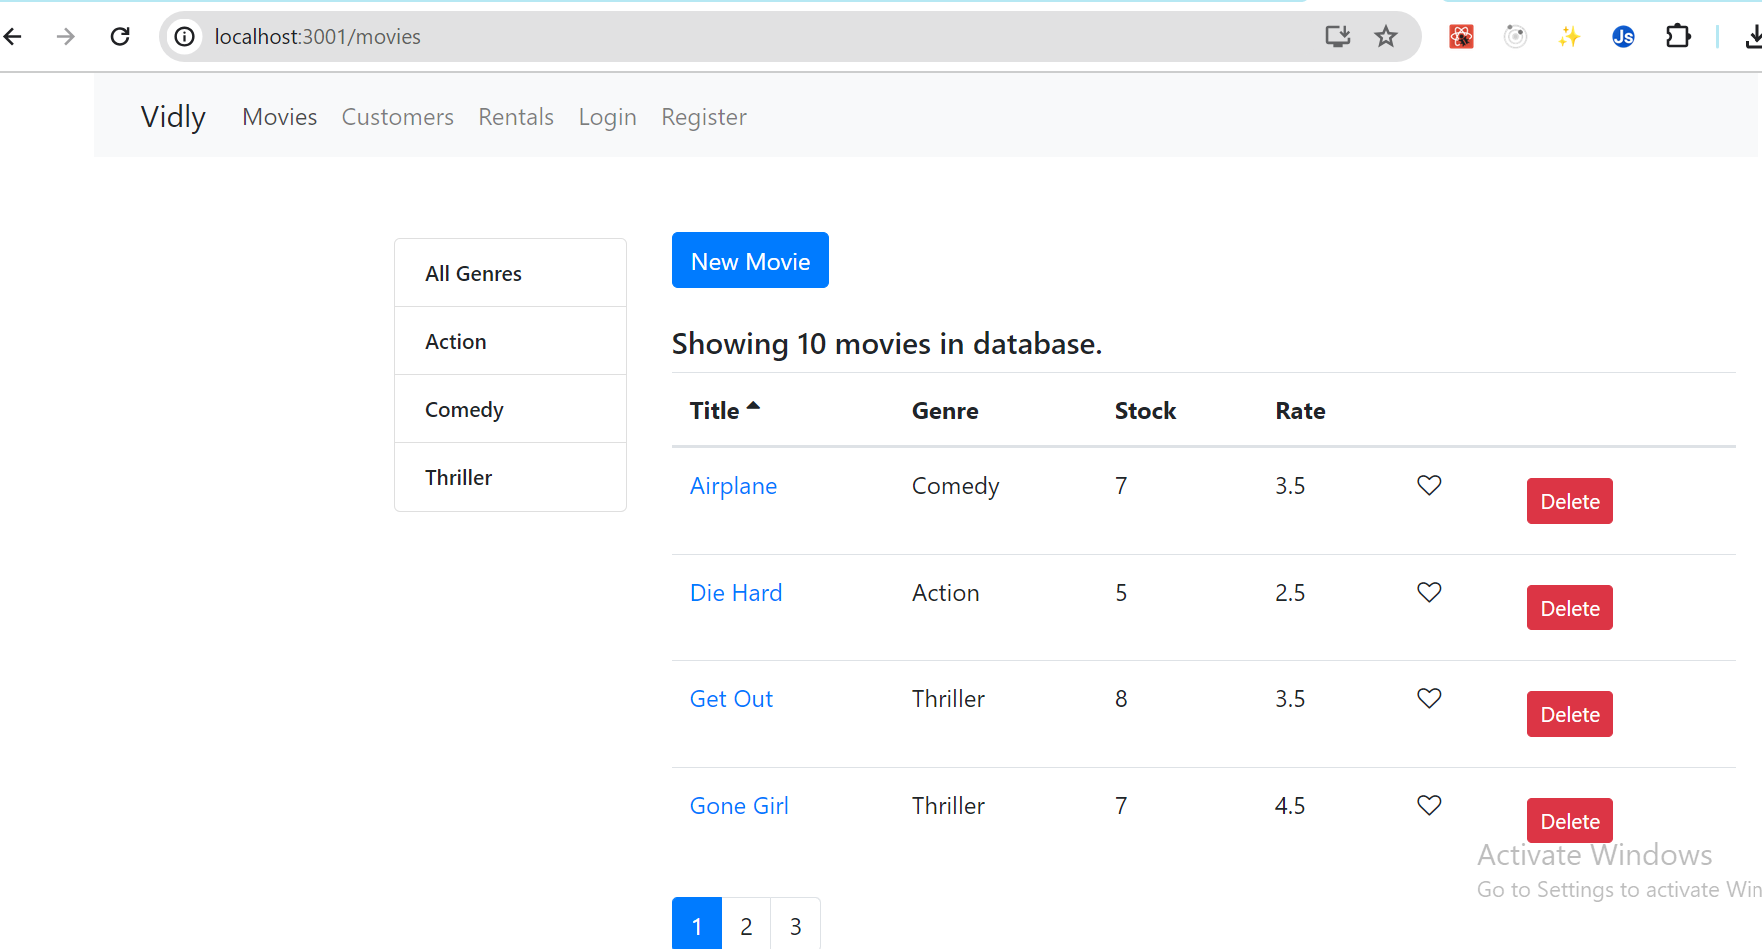 localhost:3001/movies
JS
Vidly Movies Customers Rentals Login Register
All Genres
Action
Comedy
Thriller
New Movie
Showing 10 movies in database.
Title Genre Stock Rate
Airplane Comedy 7 3.5 Delete
Die Hard Action 5 2.5 Delete
Get Out Thriller 8 3.5 Delete
Gone Girl Thriller 7 4.5 Delete
Activate Windows
Go to Settings to activate Win
1 2 3